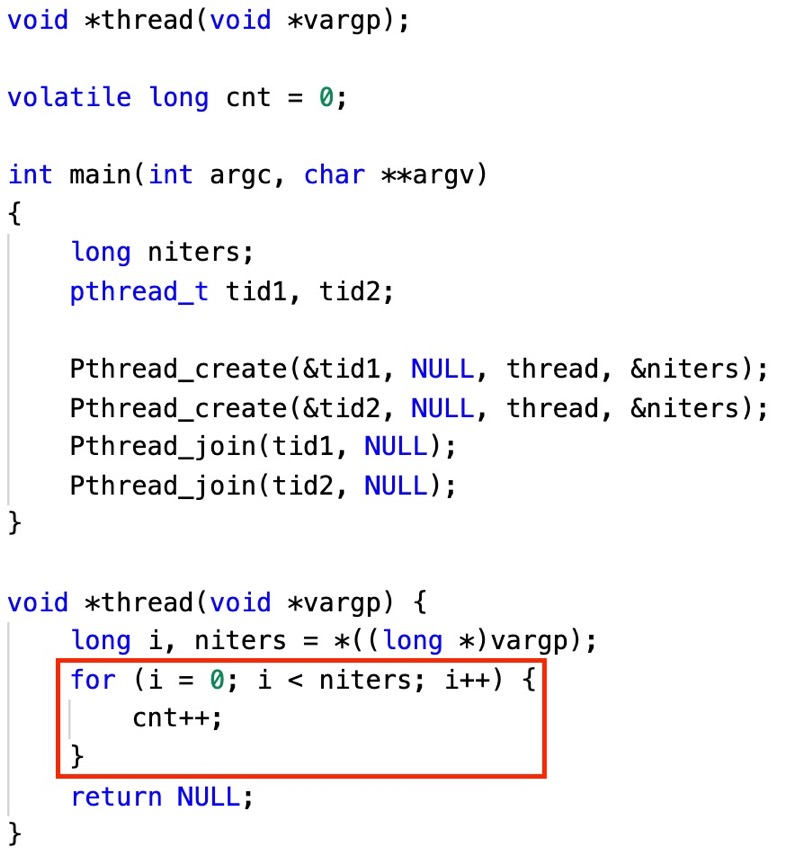 void *thread(void *vargp);
volatile long cnt = 0;
int main(int argc, char **argv)
{
    long niters;
    pthread_t tid1, tid2;
    Pthread_create(&tid1, NULL, thread, &niters);
    Pthread_create(&tid2, NULL, thread, &niters);
    Pthread_join(tid1, NULL);
    Pthread_join(tid2, NULL);
}
void *thread(void *vargp) {
    long i, niters = *((long *)vargp);
    for (i = 0; i < niters; i++) {
        cnt++;
    }
    return NULL;
}